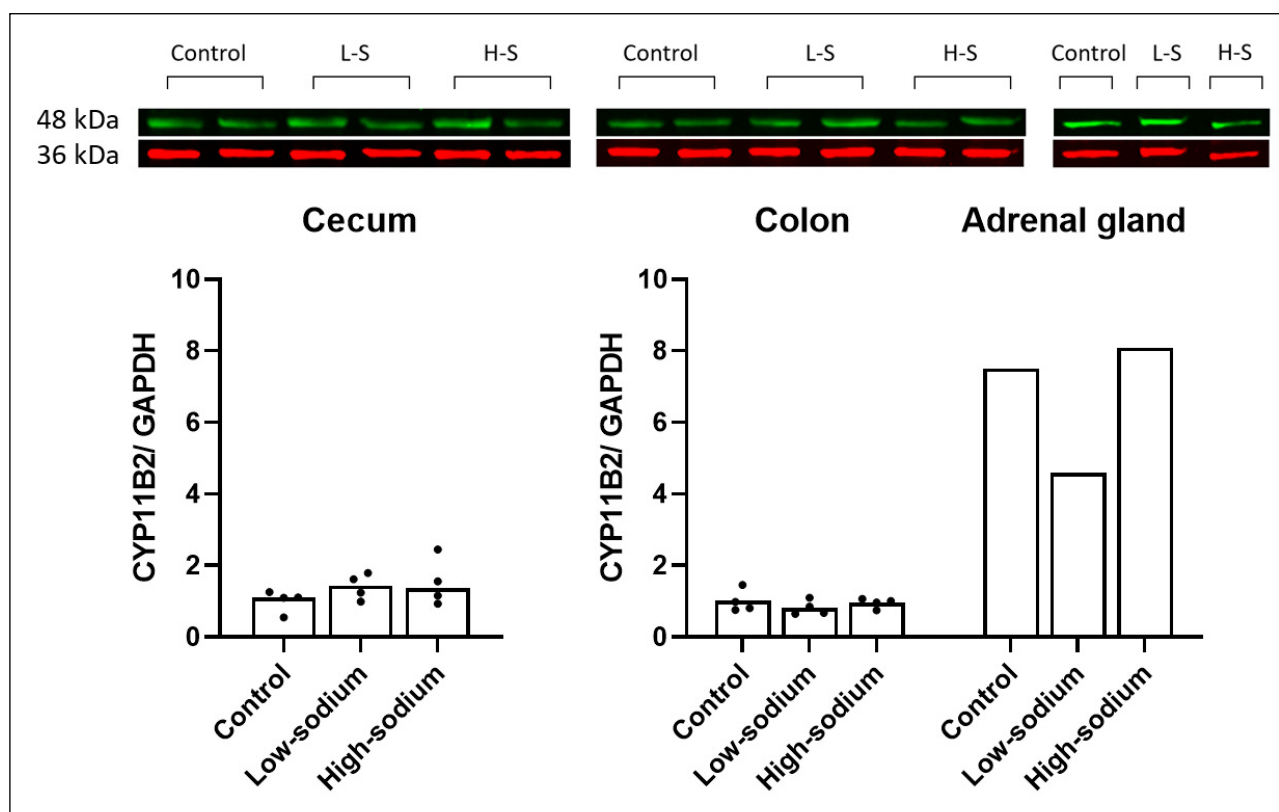 Control L-S H-S Control L-S H-S Control L-S H-S
48 kDa
36 kDa
Cecum Colon Adrenal gland
CYP11B2/ GAPDH
10
8
6
4
2
0
Control
Low-sodium
High-sodium
CYP11B2/ GAPDH
10
8
6
4
2
0
Control
Low-sodium
High-sodium
Control
Low-sodium
High-sodium